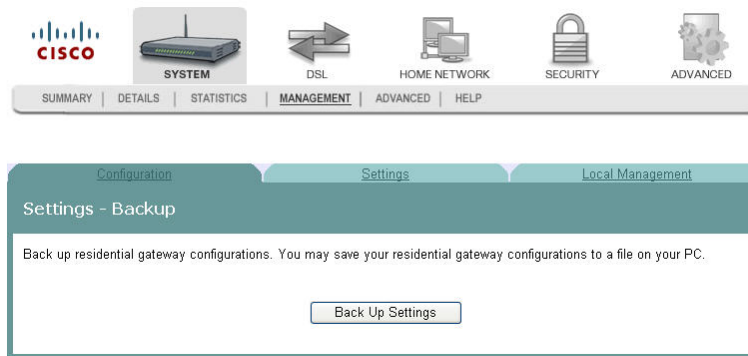 CISCO
SYSTEM DSL HOME NETWORK SECURITY ADVANCED
SUMMARY | DETAILS | STATISTICS | MANAGEMENT | ADVANCED | HELP
Configuration Settings Local Management
Settings - Backup
Back up residential gateway configurations. You may save your residential gateway configurations to a file on your PC.
Back Up Settings